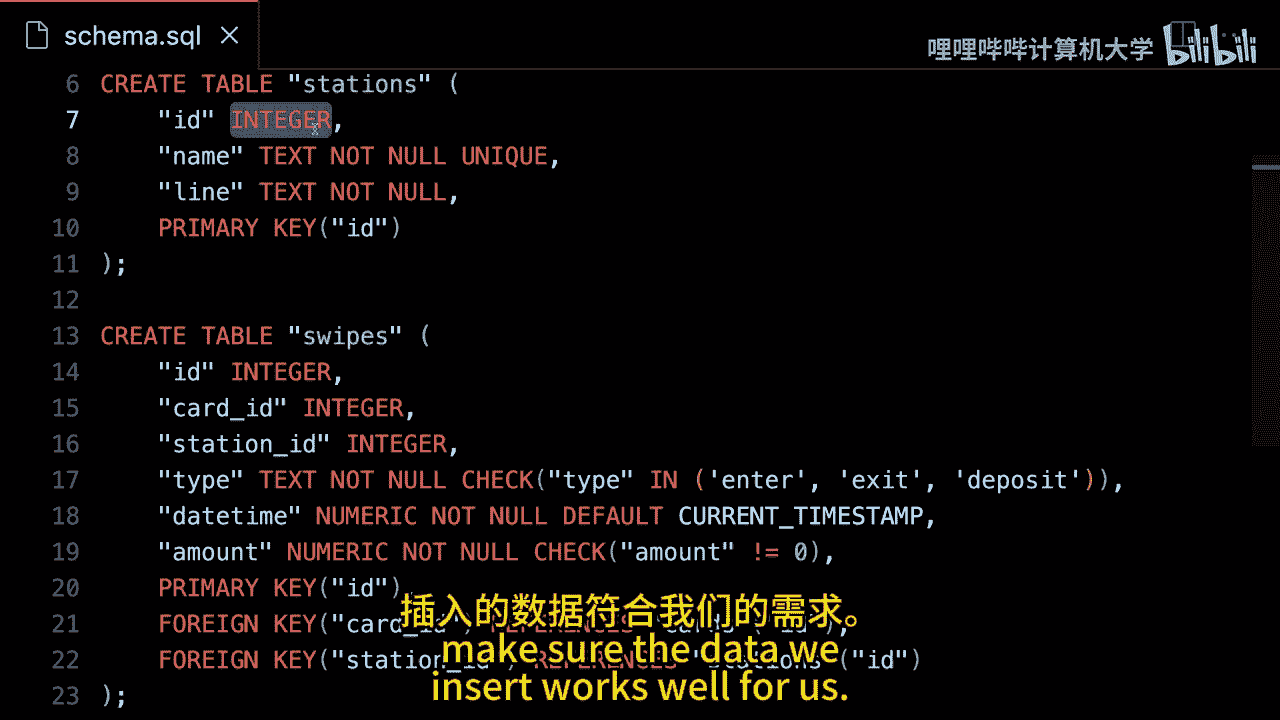 schema.sql
哩哩哔哔计算机大学 bilibili
6 CREATE TABLE "stations" (
7 "id" INTEGER,
8 "name" TEXT NOT NULL UNIQUE,
9 "line" TEXT NOT NULL,
10 PRIMARY KEY("id")
11 );
12
13 CREATE TABLE "swipes" (
14 "id" INTEGER,
15 "card_id" INTEGER,
16 "station_id" INTEGER,
17 "type" TEXT NOT NULL CHECK("type" IN ('enter', 'exit', 'deposit')),
18 "datetime" NUMERIC NOT NULL DEFAULT CURRENT_TIMESTAMP,
19 "amount" NUMERIC NOT NULL CHECK("amount" != 0),
20 PRIMARY KEY("id")
插入的数据符合我们的需求。
21 FOREIGN KEY("card_id") REFERENCES
make sure the data we
22 FOREIGN KEY("station_id") REFERENCES "stations"("id")
insert works well for us.
23 );